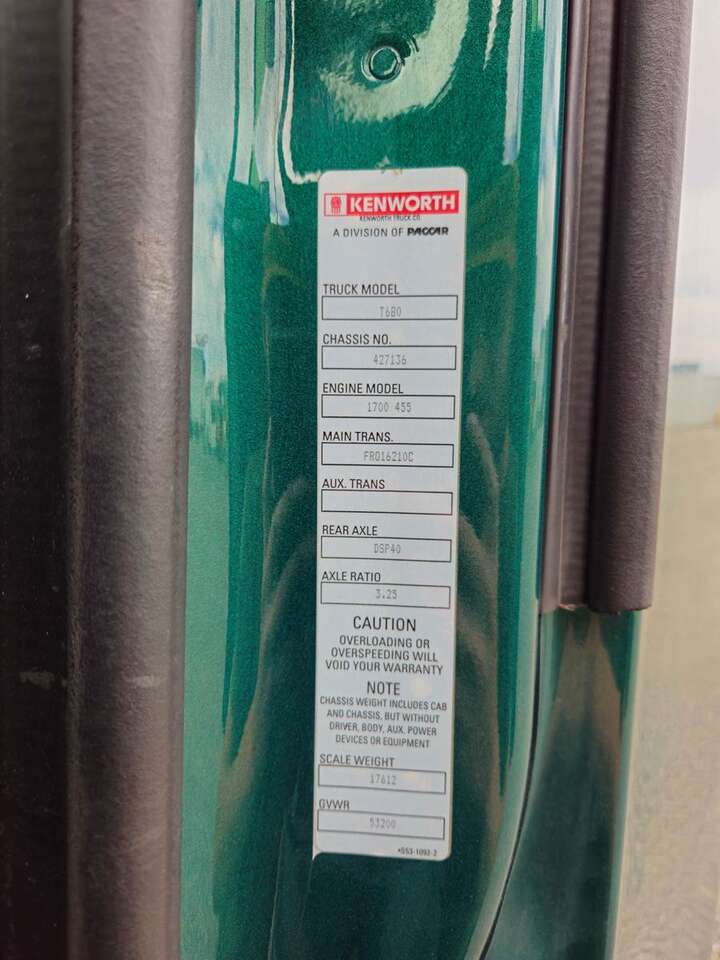 KENWORTH
KENWORTH TRUCK CO.
A DIVISION OF PACCAR
TRUCK MODEL
T680
CHASSIS NO.
427136
ENGINE MODEL
1700 455
MAIN TRANS.
FRO16210C
AUX. TRANS
REAR AXLE
DSP40
AXLE RATIO
3.25
CAUTION
OVERLOADING OR
OVERSPEEDING WILL
VOID YOUR WARRANTY
NOTE
CHASSIS WEIGHT INCLUDES CAB
AND CHASSIS, BUT WITHOUT
DRIVER, BODY, AUX. POWER
DEVICES OR EQUIPMENT
SCALE WEIGHT
17612
GVWR
53200